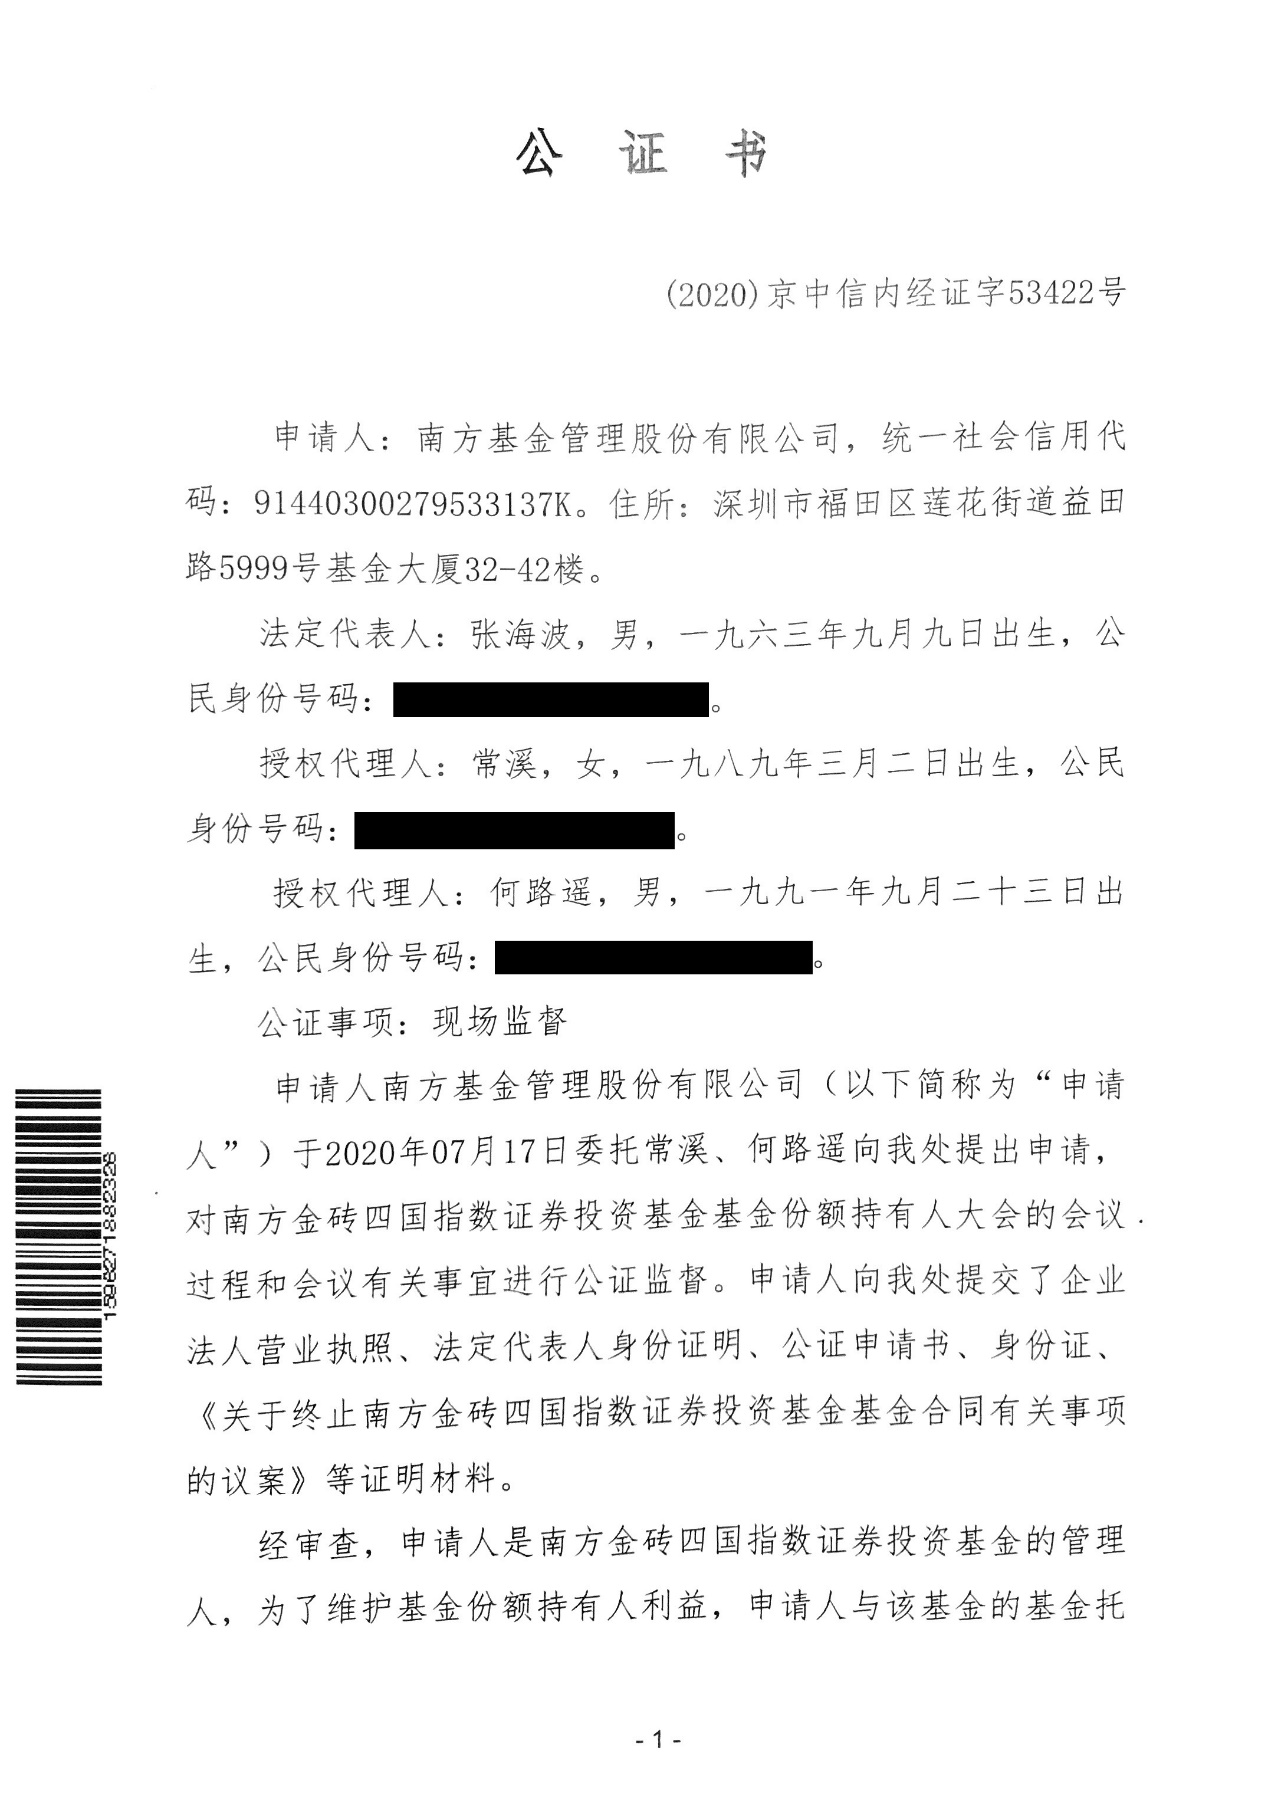 公 证 书
(2020)京中信内经证字53422号
申请人：南方基金管理股份有限公司，统一社会信用代
码：91440300279533137K。住所：深圳市福田区莲花街道益田
路5999号基金大厦32-42楼。
法定代表人：张海波，男，一九六三年九月九日出生，公
民身份号码：。
授权代理人：常溪，女，一九八九年三月二日出生，公民
身份号码：。
授权代理人：何路遥，男，一九九一年九月二十三日出
生，公民身份号码：。
公证事项：现场监督
申请人南方基金管理股份有限公司（以下简称为“申请
人”）于2020年07月17日委托常溪、何路遥向我处提出申请，
对南方金砖四国指数证券投资基金基金份额持有人大会的会议
过程和会议有关事宜进行公证监督。申请人向我处提交了企业
法人营业执照、法定代表人身份证明、公证申请书、身份证、
《关于终止南方金砖四国指数证券投资基金基金合同有关事项
的议案》等证明材料。
经审查，申请人是南方金砖四国指数证券投资基金的管理
人，为了维护基金份额持有人利益，申请人与该基金的基金托
1596271882328
- 1 -